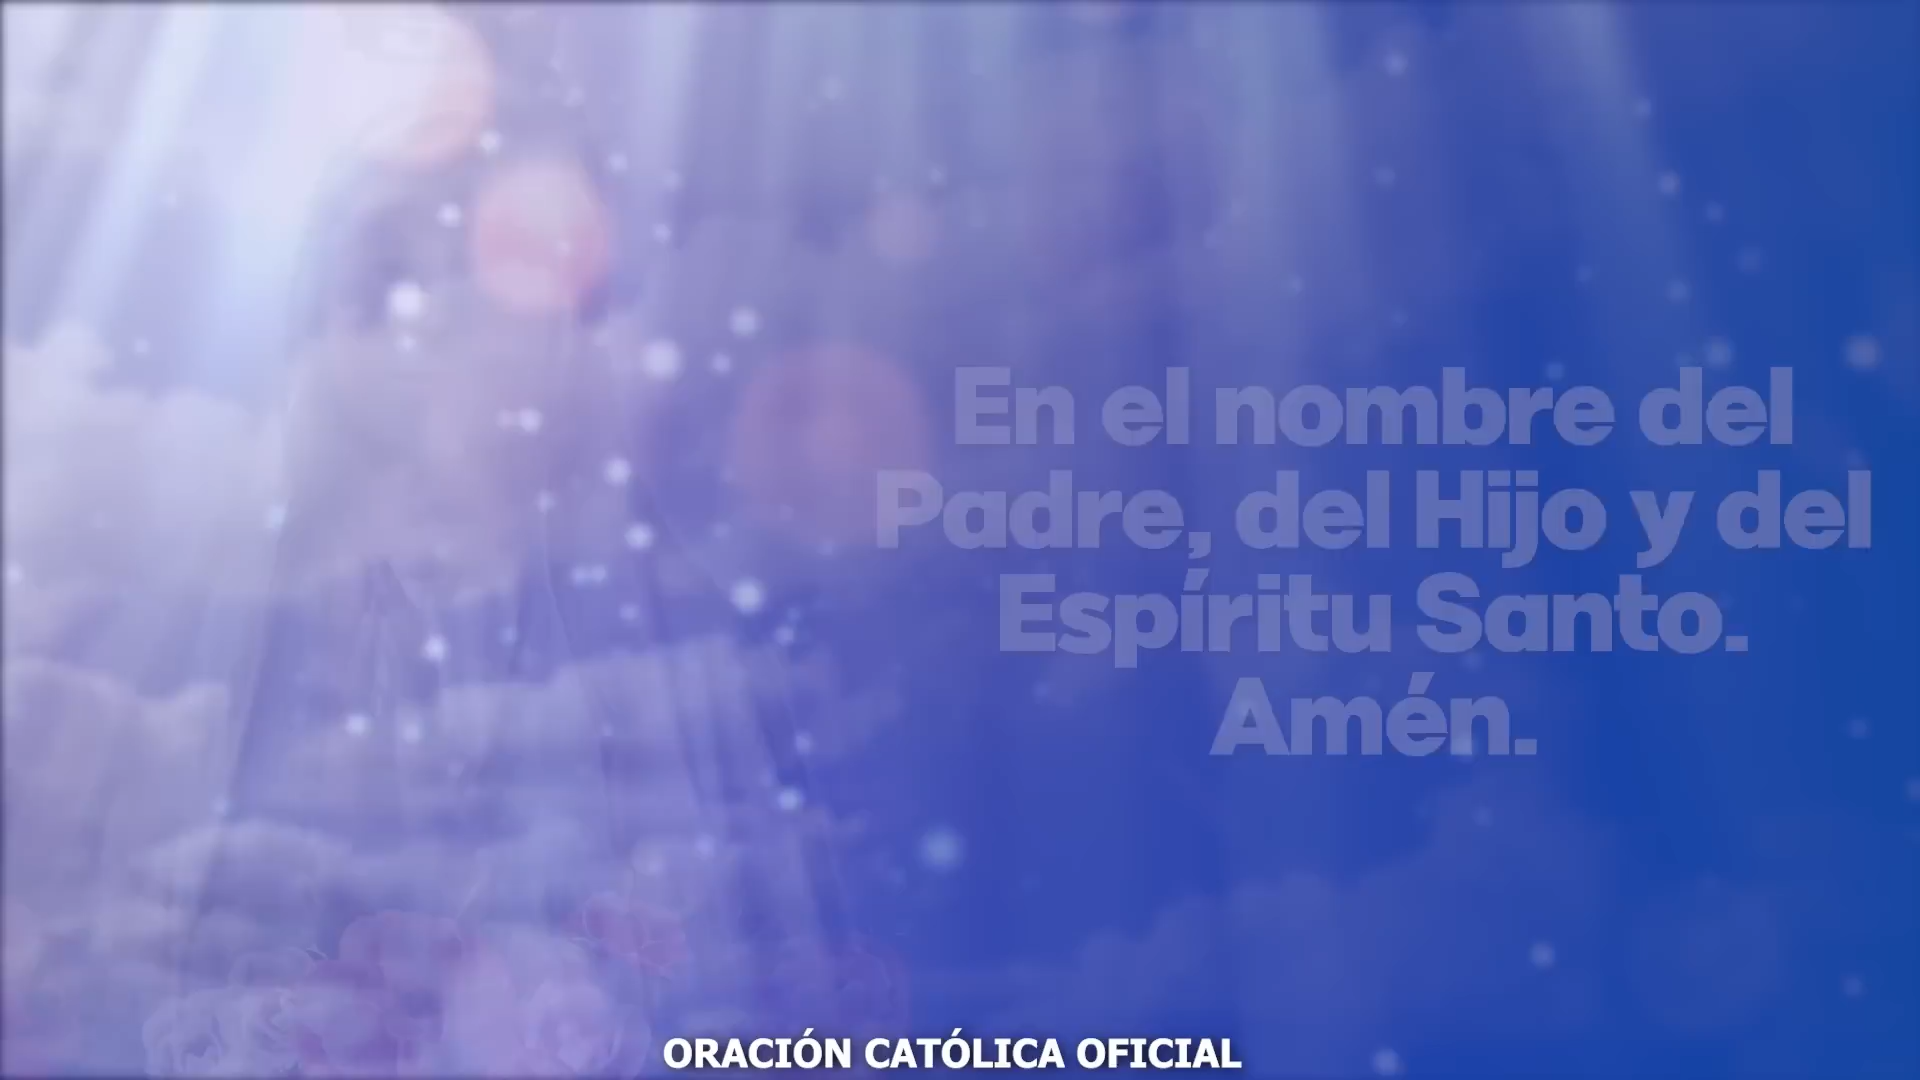 En el nombre del
Padre, del Hijo y del
Espíritu Santo.
Amén.
ORACIÓN CATÓLICA OFICIAL